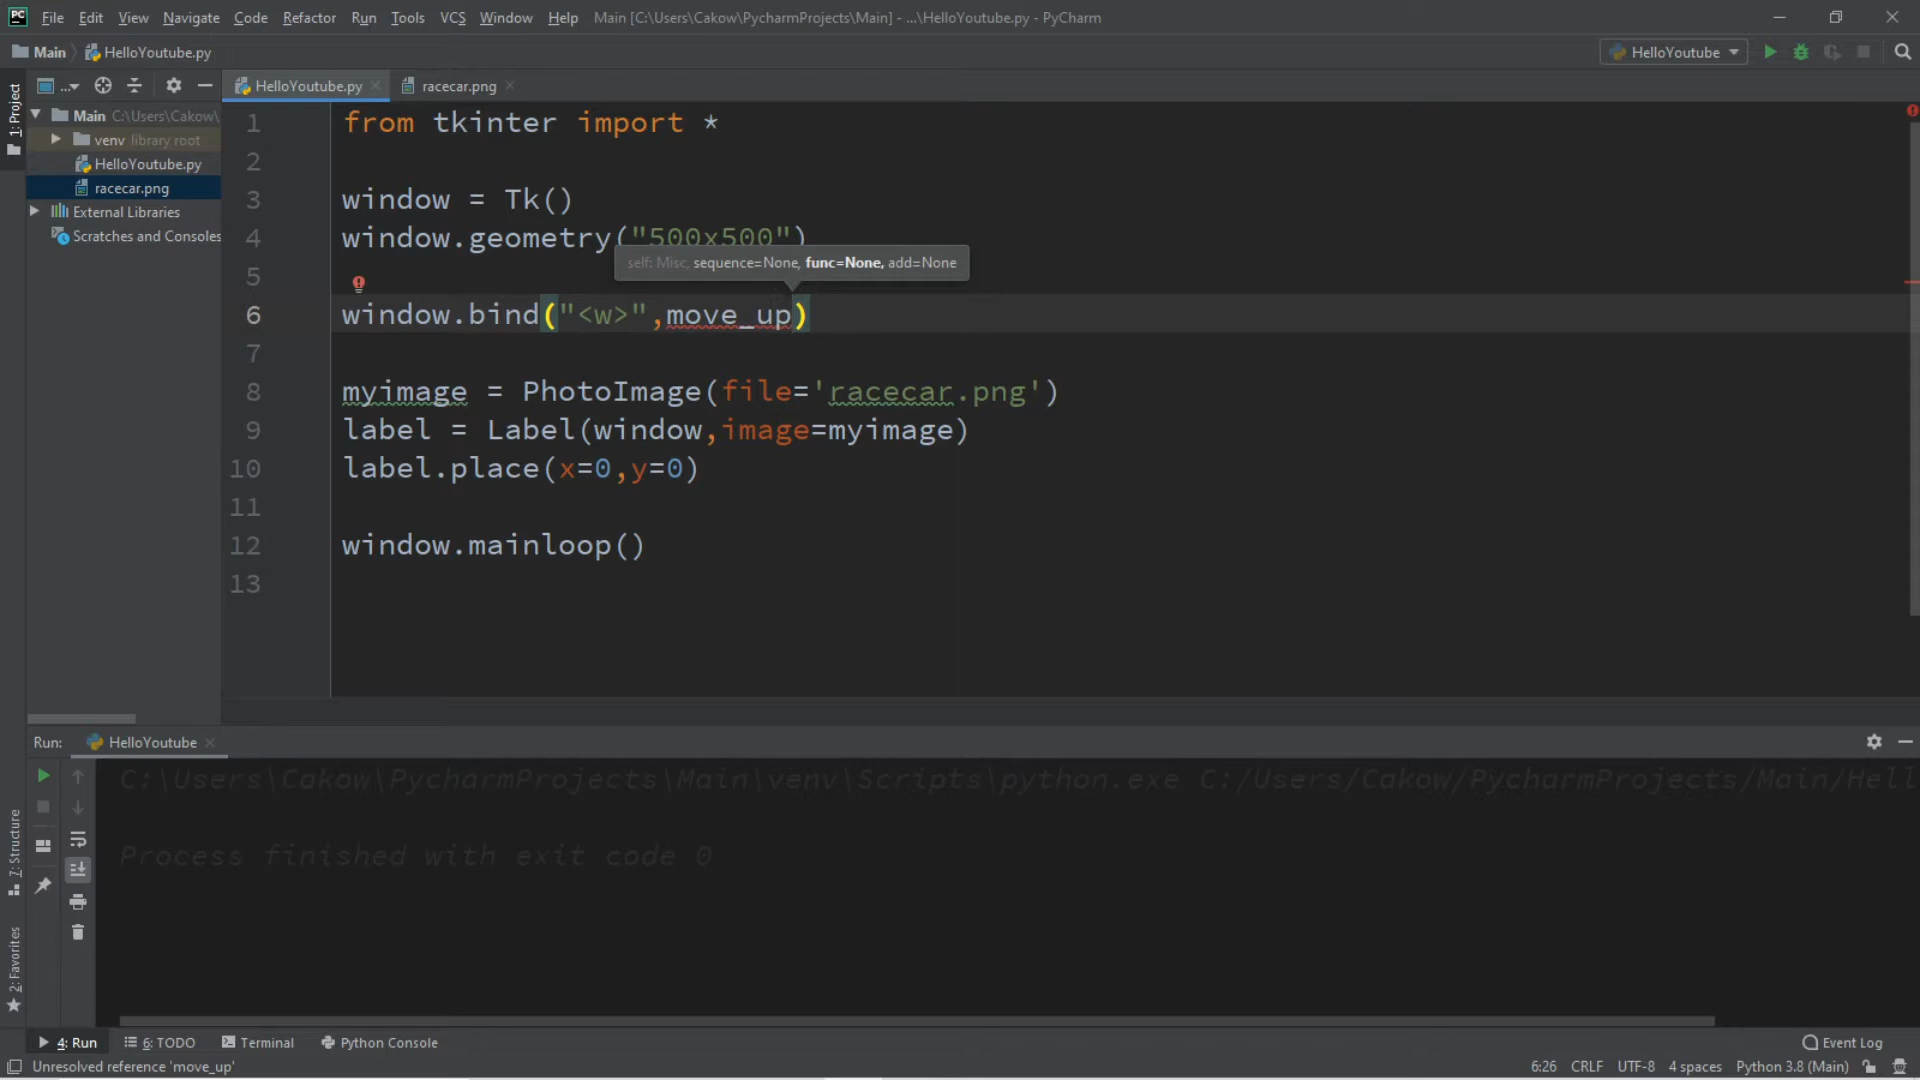 PC File Edit View Navigate Code Refactor Run Tools VCS Window Help Main [C:\Users\Cakow\PycharmProjects\Main] - ...\HelloYoutube.py - PyCharm
Main HelloYoutube.py HelloYoutube
1: Project
...
HelloYoutube.py racecar.png
Main C:\Users\Cakow\
venv library root
HelloYoutube.py
racecar.png
External Libraries
Scratches and Consoles
1 from tkinter import *
2
3 window = Tk()
4 window.geometry("500x500")
self: Misc, sequence=None, func=None, add=None
5
6 window.bind("<w>",move_up)
7
8 myimage = PhotoImage(file='racecar.png')
9 label = Label(window,image=myimage)
10 label.place(x=0,y=0)
11
12 window.mainloop()
13
Run: HelloYoutube
C:\Users\Cakow\PycharmProjects\Main\venv\Scripts\python.exe C:/Users/Cakow/PycharmProjects/Main/Hell
Process finished with exit code 0
7: Structure
2: Favorites
4: Run 6: TODO Terminal Python Console Event Log
Unresolved reference 'move_up' 6:26 CRLF UTF-8 4 spaces Python 3.8 (Main)